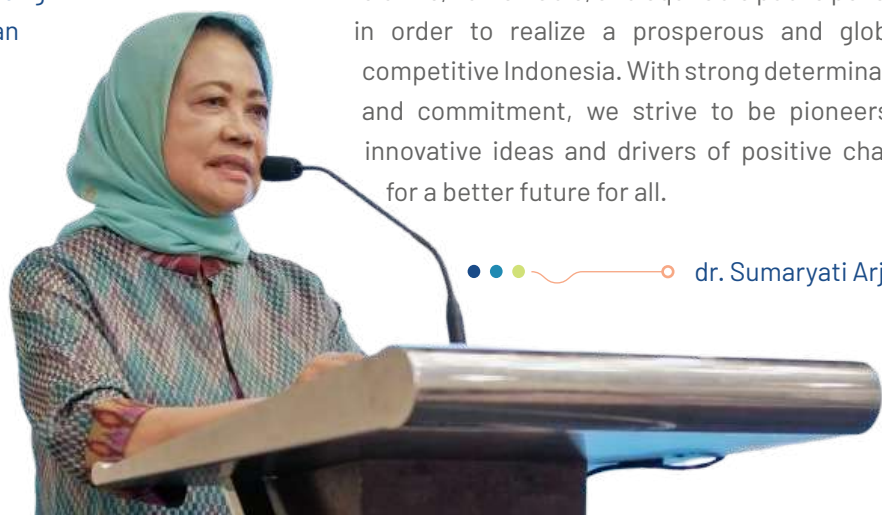 an
in order to realize a prosperous and glob
competitive Indonesia. With strong determina
and commitment, we strive to be pioneers
innovative ideas and drivers of positive cha
for a better future for all.
dr. Sumaryati Arj